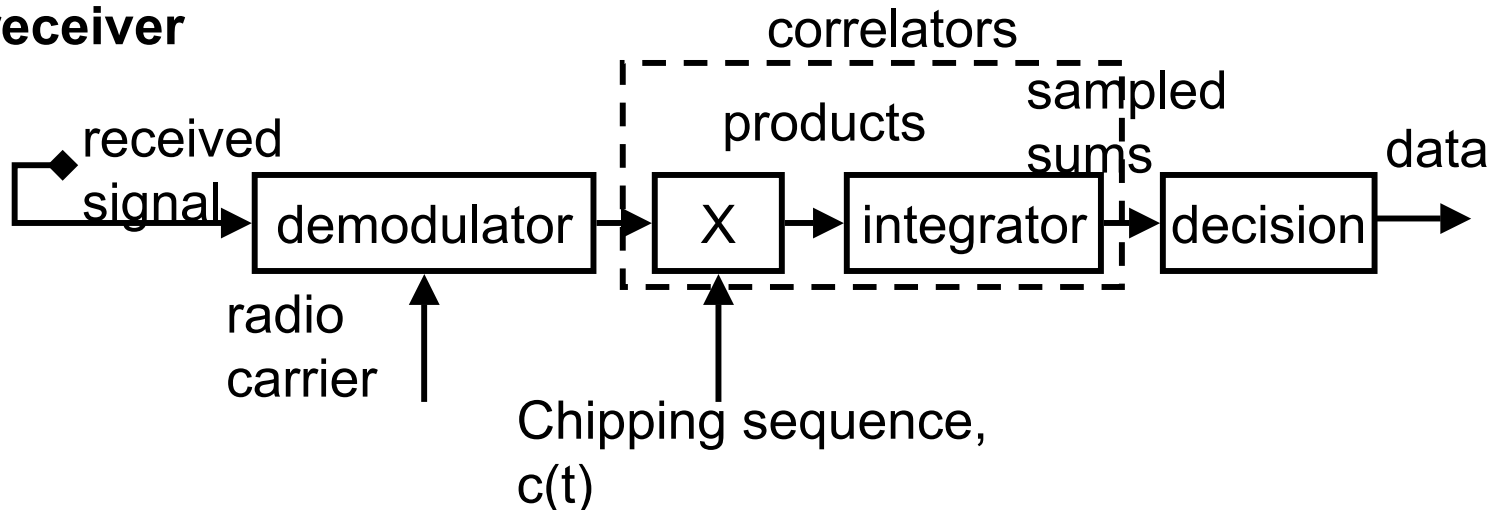 receiver
correlators
sampled
sums
products
received
signal
data
demodulator
X
integrator
decision
radio
carrier
Chipping sequence,
c(t)